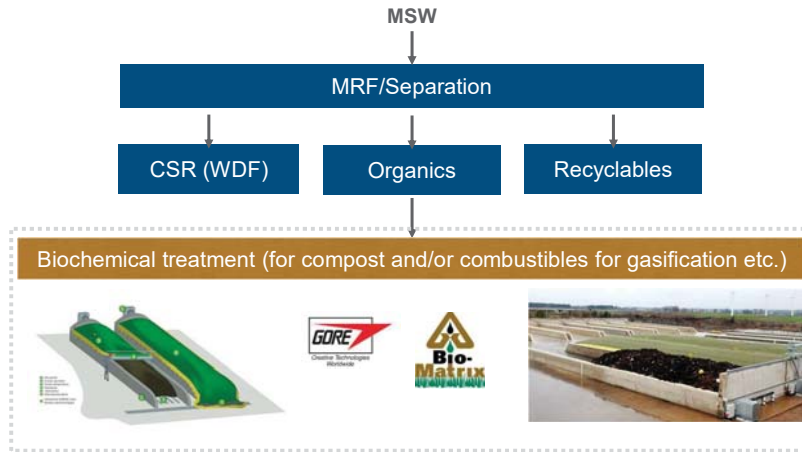 MSW
MRF/Separation
CSR (WDF)
Organics
Recyclables
Biochemical treatment (for compost and/or combustibles for gasification etc.)
GORE
Creative Technologies
Worldwide
Bio-
Matrix